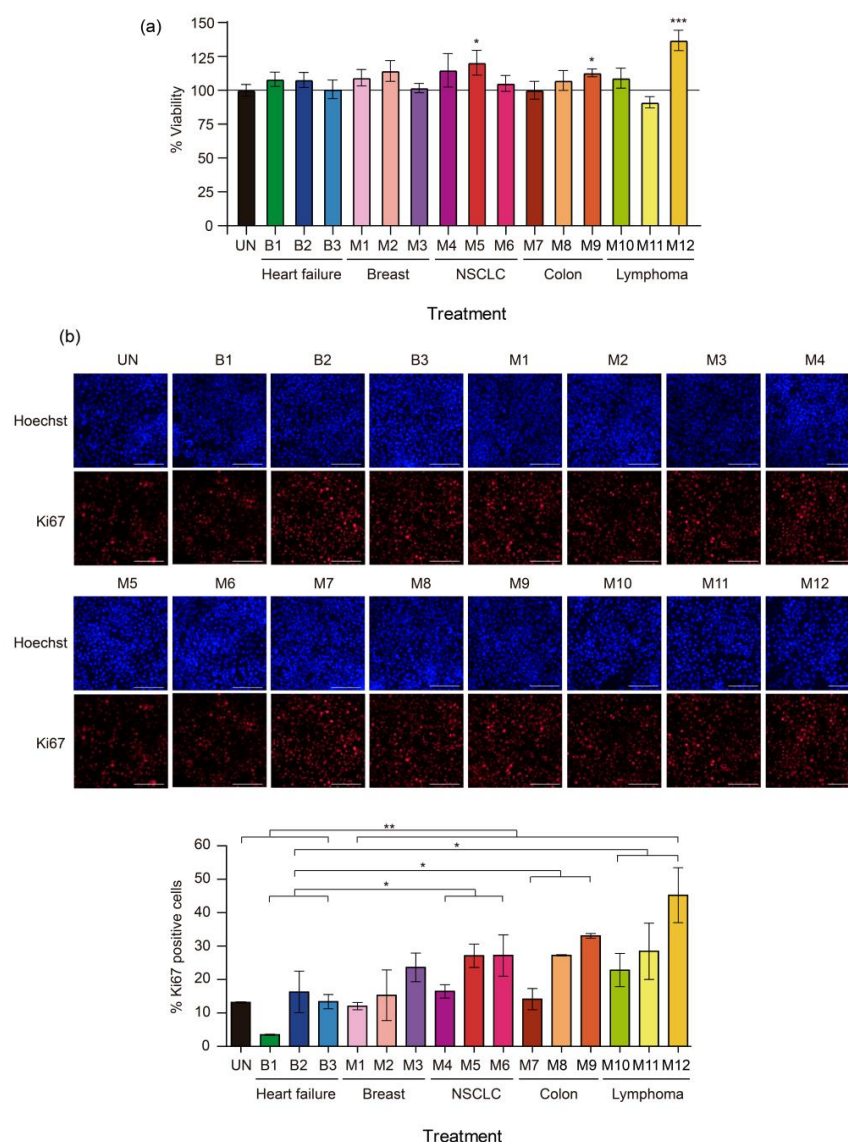 (a)
***
*
*
150
125
100
75
50
25
0
% Viability
UN B1 B2 B3 M1 M2 M3 M4 M5 M6 M7 M8 M9 M10 M11 M12
Heart failure Breast NSCLC Colon Lymphoma
Treatment
(b)
UN B1 B2 B3 M1 M2 M3 M4
Hoechst
Ki67
M5 M6 M7 M8 M9 M10 M11 M12
Hoechst
Ki67
60
50
40
30
20
10
0
% Ki67 positive cells
**
*
*
*
UN B1 B2 B3 M1 M2 M3 M4 M5 M6 M7 M8 M9 M10 M11 M12
Heart failure Breast NSCLC Colon Lymphoma
Treatment